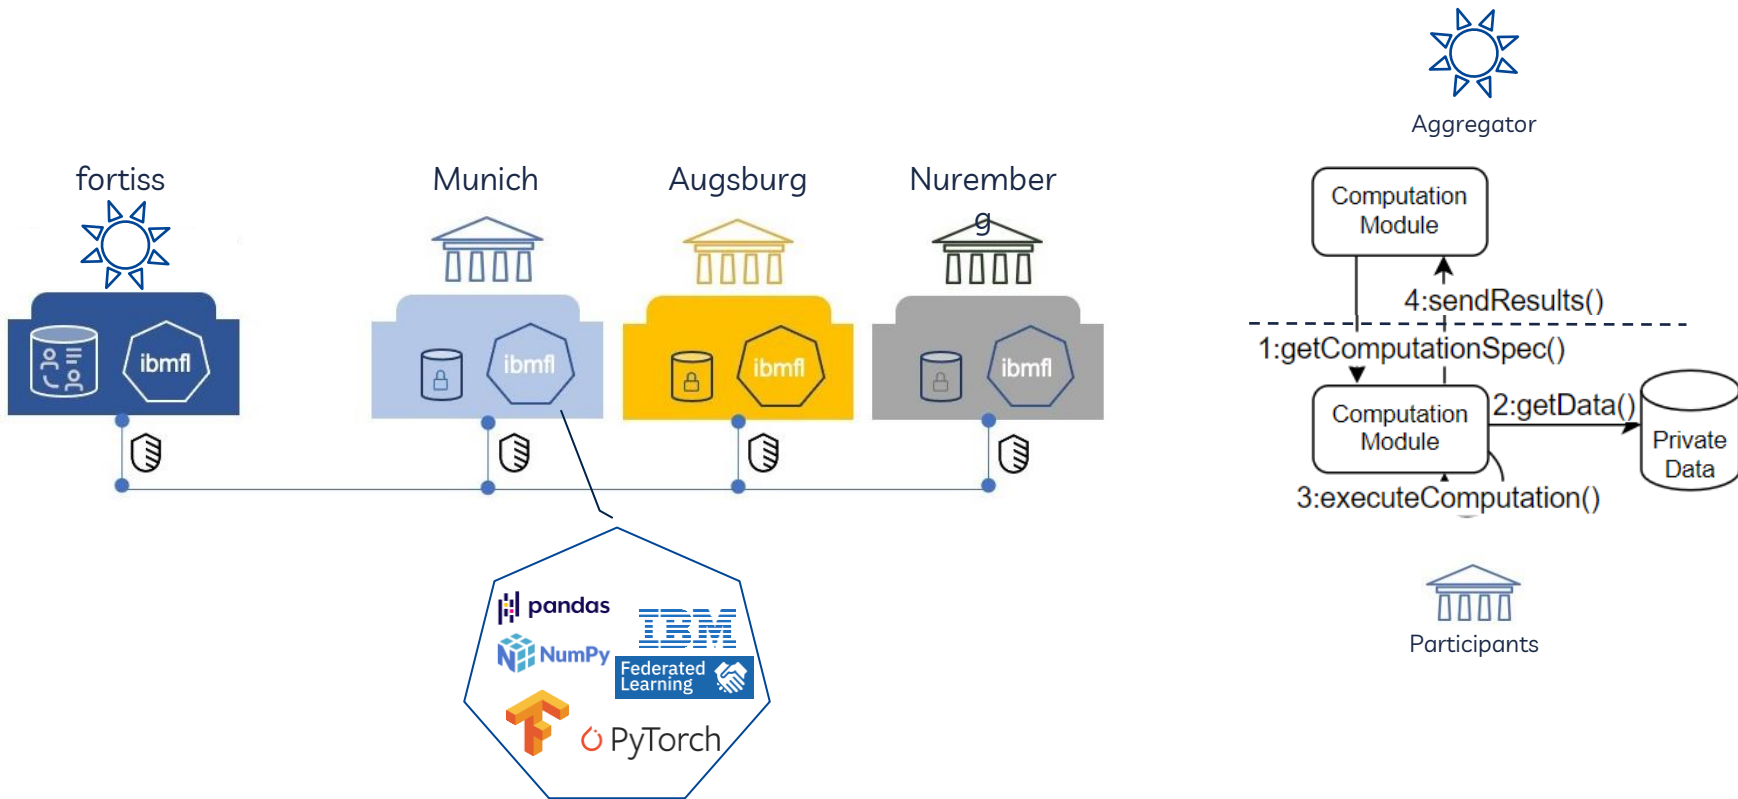 fortiss
Munich
Augsburg
Nurember
g
ibmfl
ibmfl
ibmfl
ibmfl
pandas
NumPy
IBM
Federated
Learning
PyTorch
Aggregator
Computation
Module
4:sendResults()
1:getComputationSpec()
Computation
Module
2:getData()
Private
Data
3:executeComputation()
Participants